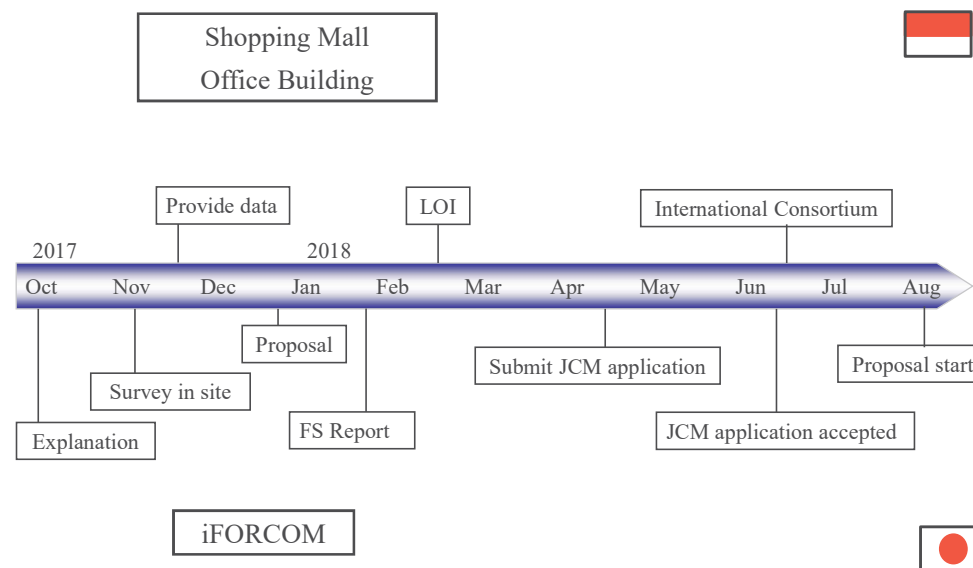 Shopping Mall
Office Building
Provide data
LOI
International Consortium
2017
2018
Oct
Nov
Dec
Jan
Feb
Mar
Apr
May
Jun
Jul
Aug
Proposal
Submit JCM application
Proposal start
Survey in site
Explanation
FS Report
JCM application accepted
iFORCOM